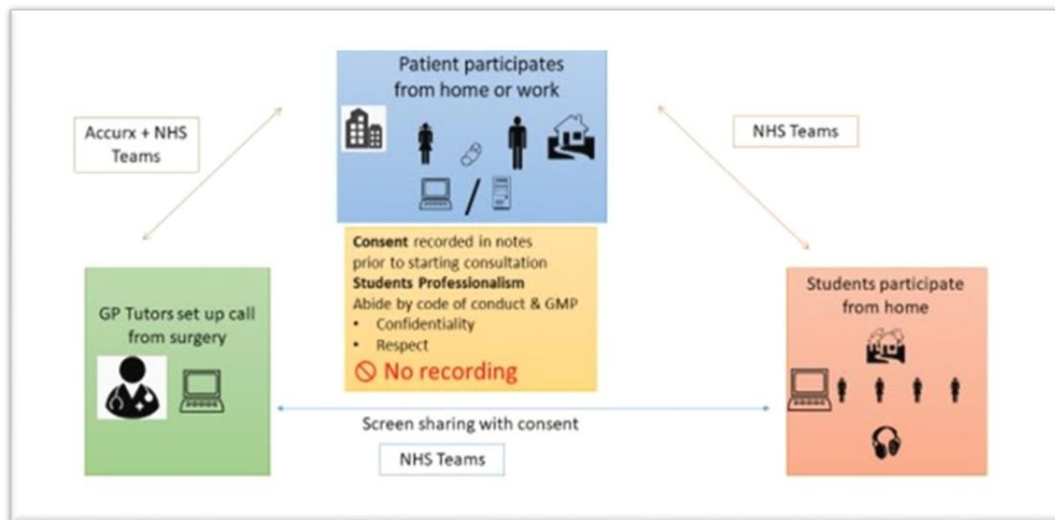 Patient participates
from home or work
/
Accurx + NHS
Teams
NHS Teams
Consent recorded in notes
prior to starting consultation
Students Professionalism
Abide by code of conduct & GMP
• Confidentiality
• Respect
No recording
GP Tutors set up call
from surgery
Students participate
from home
Screen sharing with consent
NHS Teams